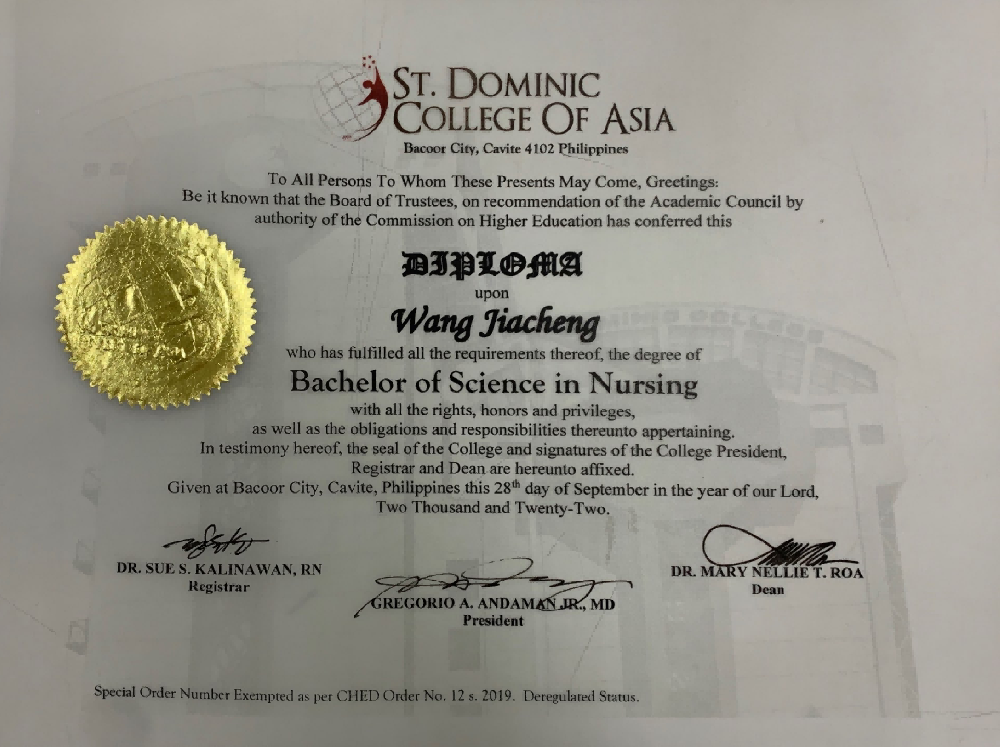 ST. DOMINIC
COLLEGE OF ASIA
Bacoor City, Cavite 4102 Philippines
To All Persons To Whom These Presents May Come, Greetings:
Be it known that the Board of Trustees, on recommendation of the Academic Council by
authority of the Commission on Higher Education has conferred this
DIPLOMA
upon
Wang Jiacheng
who has fulfilled all the requirements thereof, the degree of
Bachelor of Science in Nursing
with all the rights, honors and privileges,
as well as the obligations and responsibilities thereunto appertaining.
In testimony hereof, the seal of the College and signatures of the College President,
Registrar and Dean are hereunto affixed.
Given at Bacoor City, Cavite, Philippines this 28th day of September in the year of our Lord,
Two Thousand and Twenty-Two.
DR. SUE S. KALINAWAN, RN
Registrar
GREGORIO A. ANDAMAN JR., MD
President
DR. MARY NELLIE T. ROA
Dean
Special Order Number Exempted as per CHED Order No. 12 s. 2019. Deregulated Status.